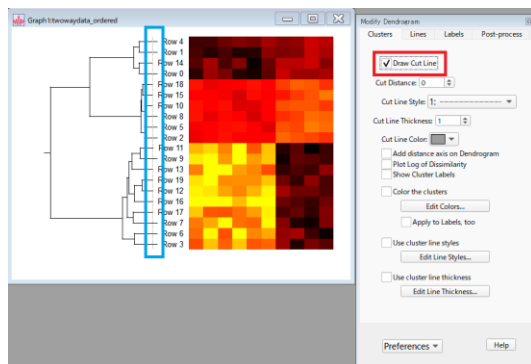 Graph I:twowaydata_ordered
Row 4
Row 1
Row 14
Row 0
Row 18
Row 15
Row 10
Row 8
Row 5
Row 2
Row 11
Row 9
Row 13
Row 19
Row 12
Row 16
Row 17
Row 7
Row 6
Row 3
Modify Dendrogram
Clusters Lines Labels Post-process
Draw Cut Line
Cut Distance: 0
Cut Line Style: 1;
Cut Line Thickness: 1
Cut Line Color:
Add distance axis on Dendrogram
Plot Log of Dissimilarity
Show Cluster Labels
Color the clusters
Edit Colors...
Apply to Labels, too
Use cluster line styles
Edit Line Styles...
Use cluster line thickness
Edit Line Thickness...
Preferences Help